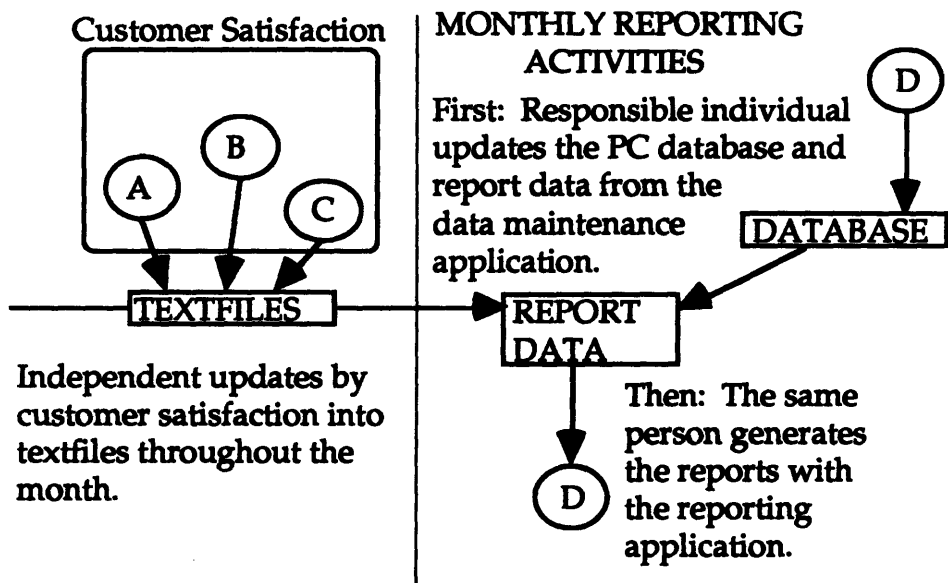 Customer Satisfaction
A
B
C
TEXTFILES
Independent updates by
customer satisfaction into
textfiles throughout the
month.
MONTHLY REPORTING
ACTIVITIES
First: Responsible individual
updates the PC database and
report data from the
data maintenance
application.
D
DATABASE
REPORT
DATA
Then: The same
person generates
the reports with
the reporting
application.
D